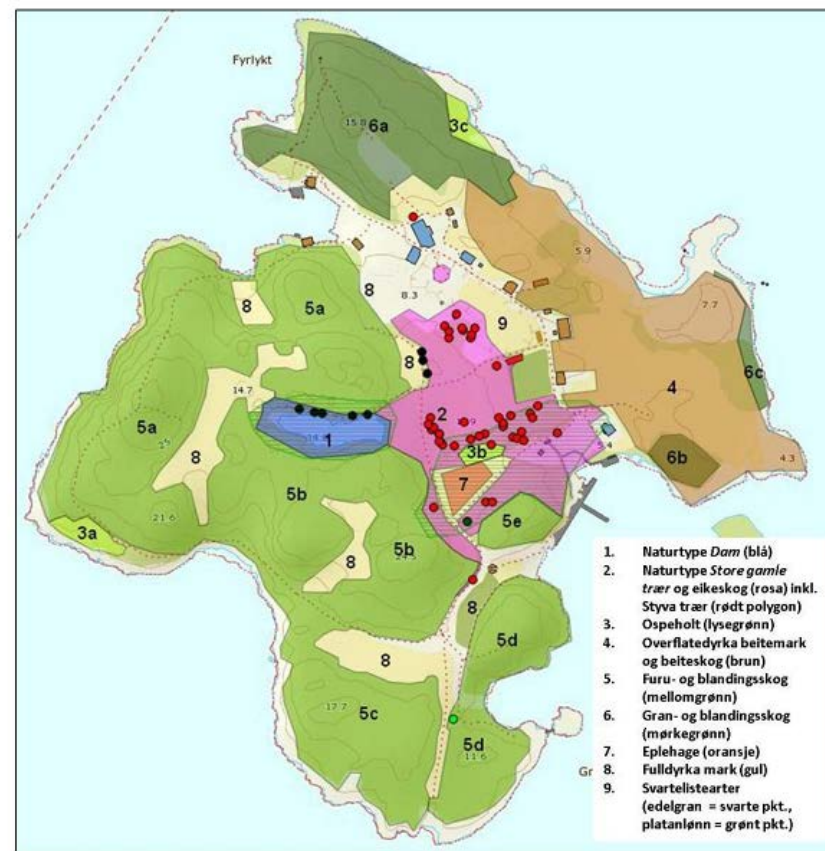 Fyrlykt
15.8
6a
3c
5.9
8
8.3
7.7
8
5a
9
8
14.7
4
6c
5a
2
1
3b
8
4.3
7
6b
5b
21.6
5b
5e
3a
8
8
5d
8
17.7
5c
5d
11.6
Gr
1. Naturtype Dam (blå)
2. Naturtype Store gamle
trær og eikeskog (rosa) inkl.
Styva trær (rødt polygon)
3. Ospeholt (lysegrønn)
4. Overflatedyrka beitemark
og beiteskog (brun)
5. Furu- og blandingsskog
(mellomgrønn)
6. Gran- og blandingsskog
(mørkegrønn)
7. Eplehage (oransje)
8. Fulldyrka mark (gul)
9. Svartelistearter
(edelgran = svarte pkt.,
platanlønn = grønt pkt.)